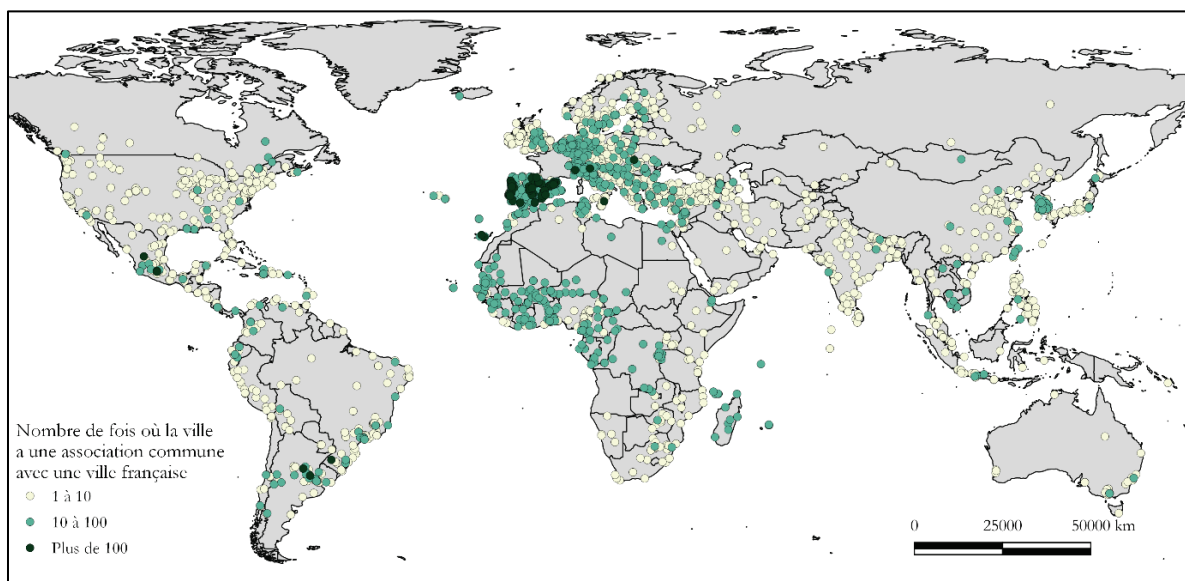 Nombre de fois où la ville
a une association commune
avec une ville française
1 à 10
10 à 100
Plus de 100
0 25000 50000 km